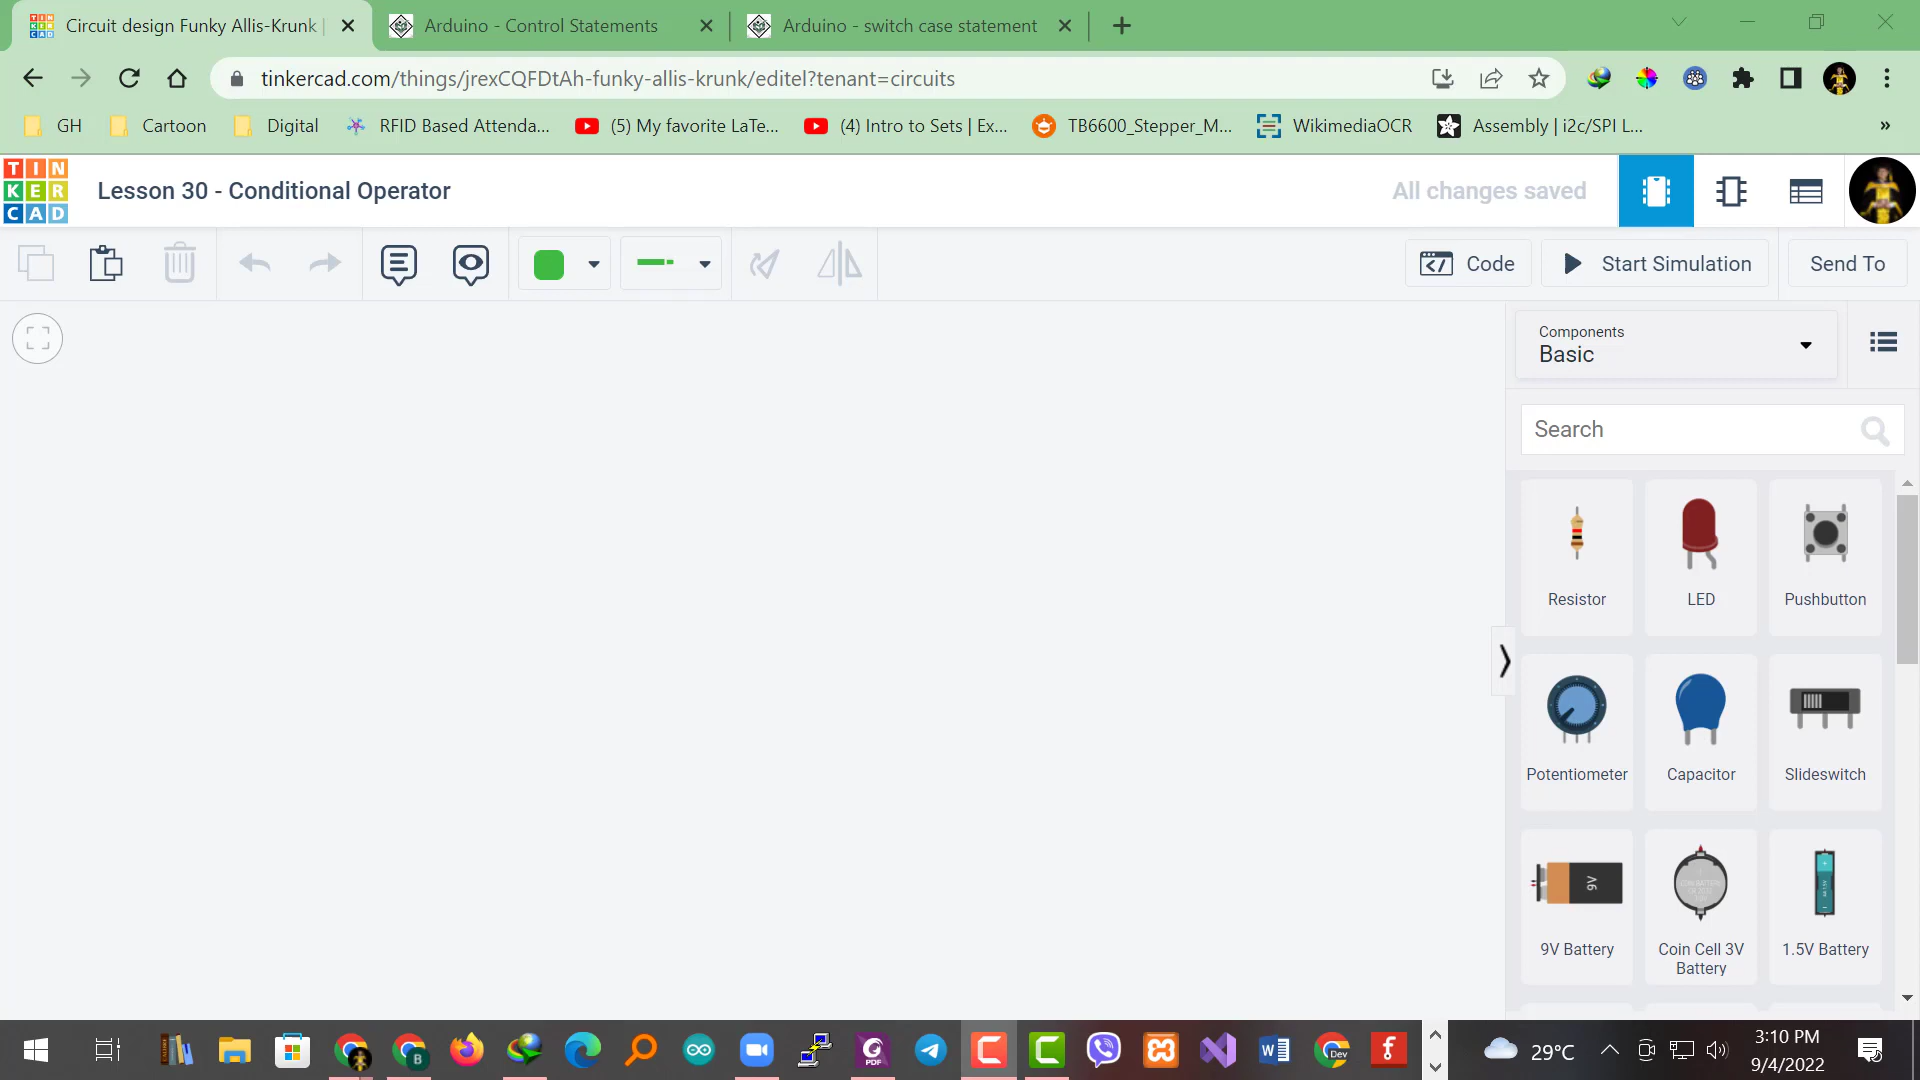 Circuit design Funky Allis-Krunk |
Arduino - Control Statements
Arduino - switch case statement
tinkercad.com/things/jrexCQFDtAh-funky-allis-krunk/editel?tenant=circuits
GH
Cartoon
Digital
RFID Based Attenda...
(5) My favorite LaTe...
(4) Intro to Sets | Ex...
TB6600_Stepper_M...
WikimediaOCR
Assembly | i2c/SPI L...
»
TIN
KER
CAD
Lesson 30 - Conditional Operator
All changes saved
Code
Start Simulation
Send To
Components
Basic
Search
Resistor
LED
Pushbutton
Potentiometer
Capacitor
Slideswitch
9V
9V Battery
Coin Cell 3V
Battery
1.5V Battery
B
PDF
Dev
29°C
3:10 PM
9/4/2022